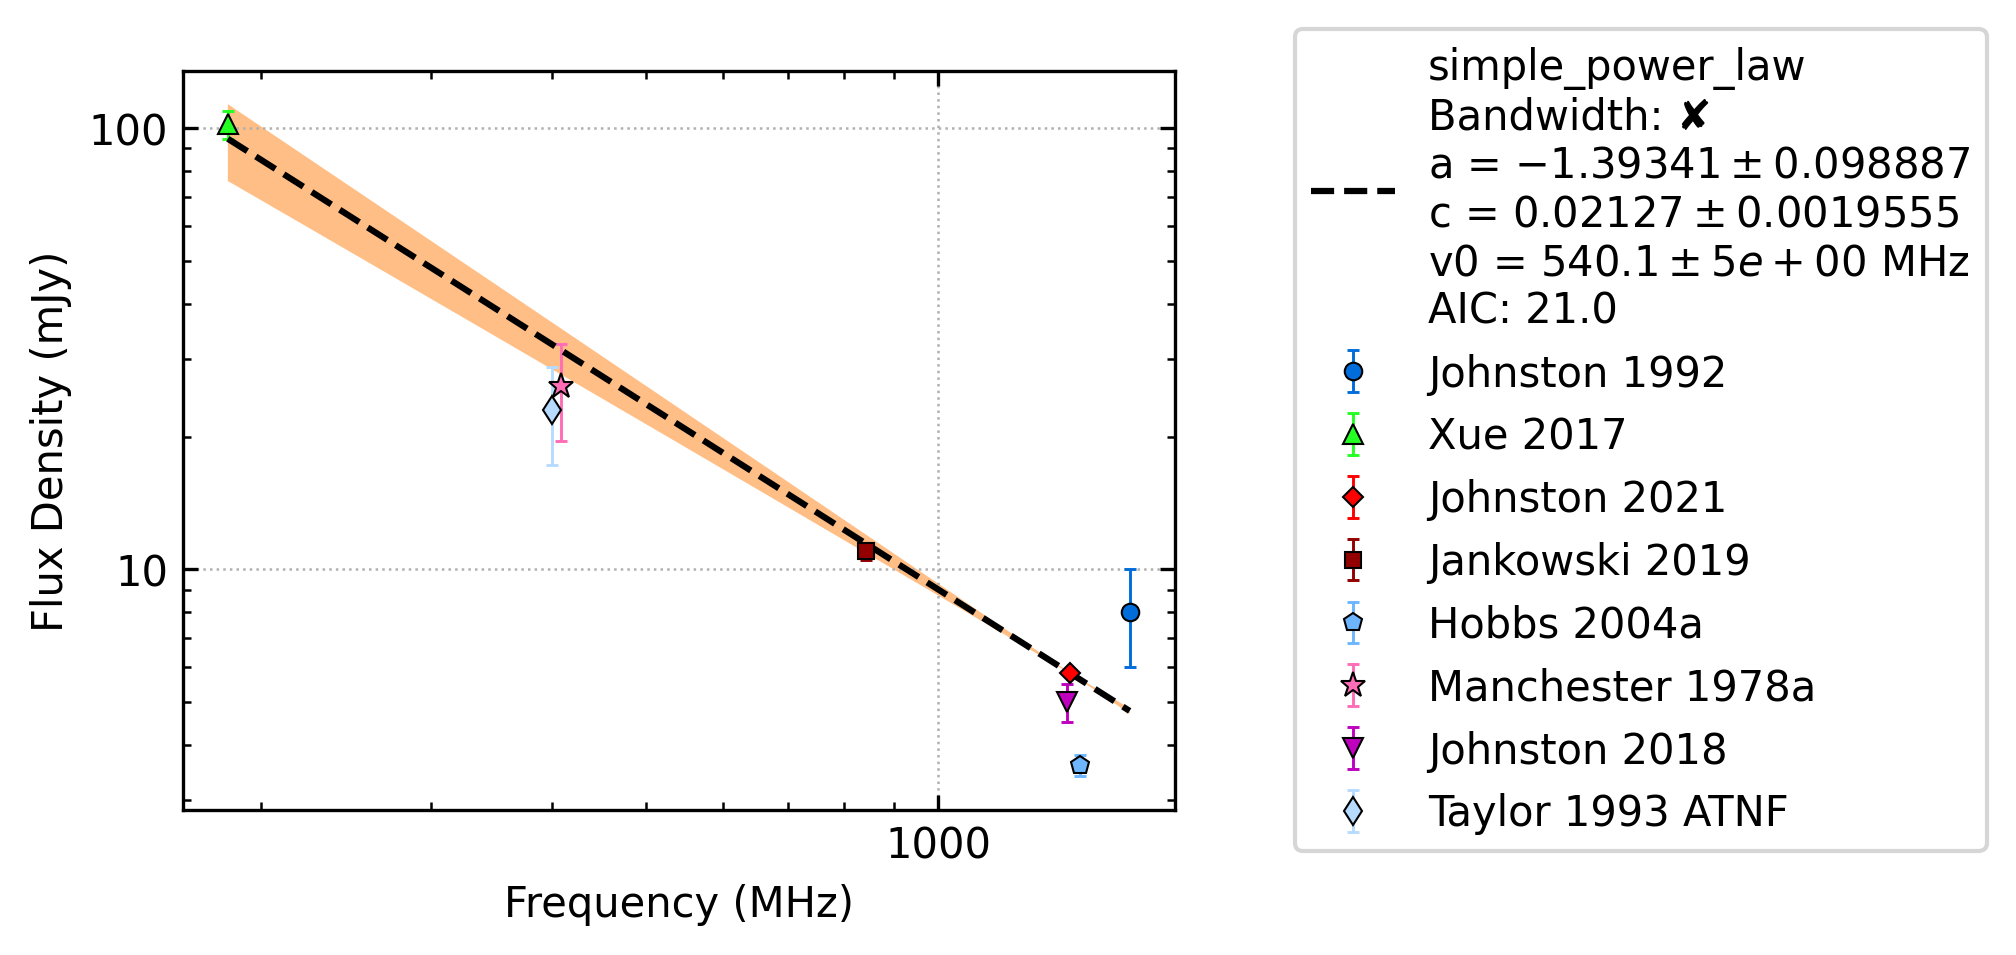 100
10
1000
Flux Density (mJy)
Frequency (MHz)
simple_power_law
Bandwidth: ✘
a = −1.39341 ± 0.098887
c = 0.02127 ± 0.0019555
v0 = 540.1 ± 5e + 00 MHz
AIC: 21.0
Johnston 1992
Xue 2017
Johnston 2021
Jankowski 2019
Hobbs 2004a
Manchester 1978a
Johnston 2018
Taylor 1993 ATNF